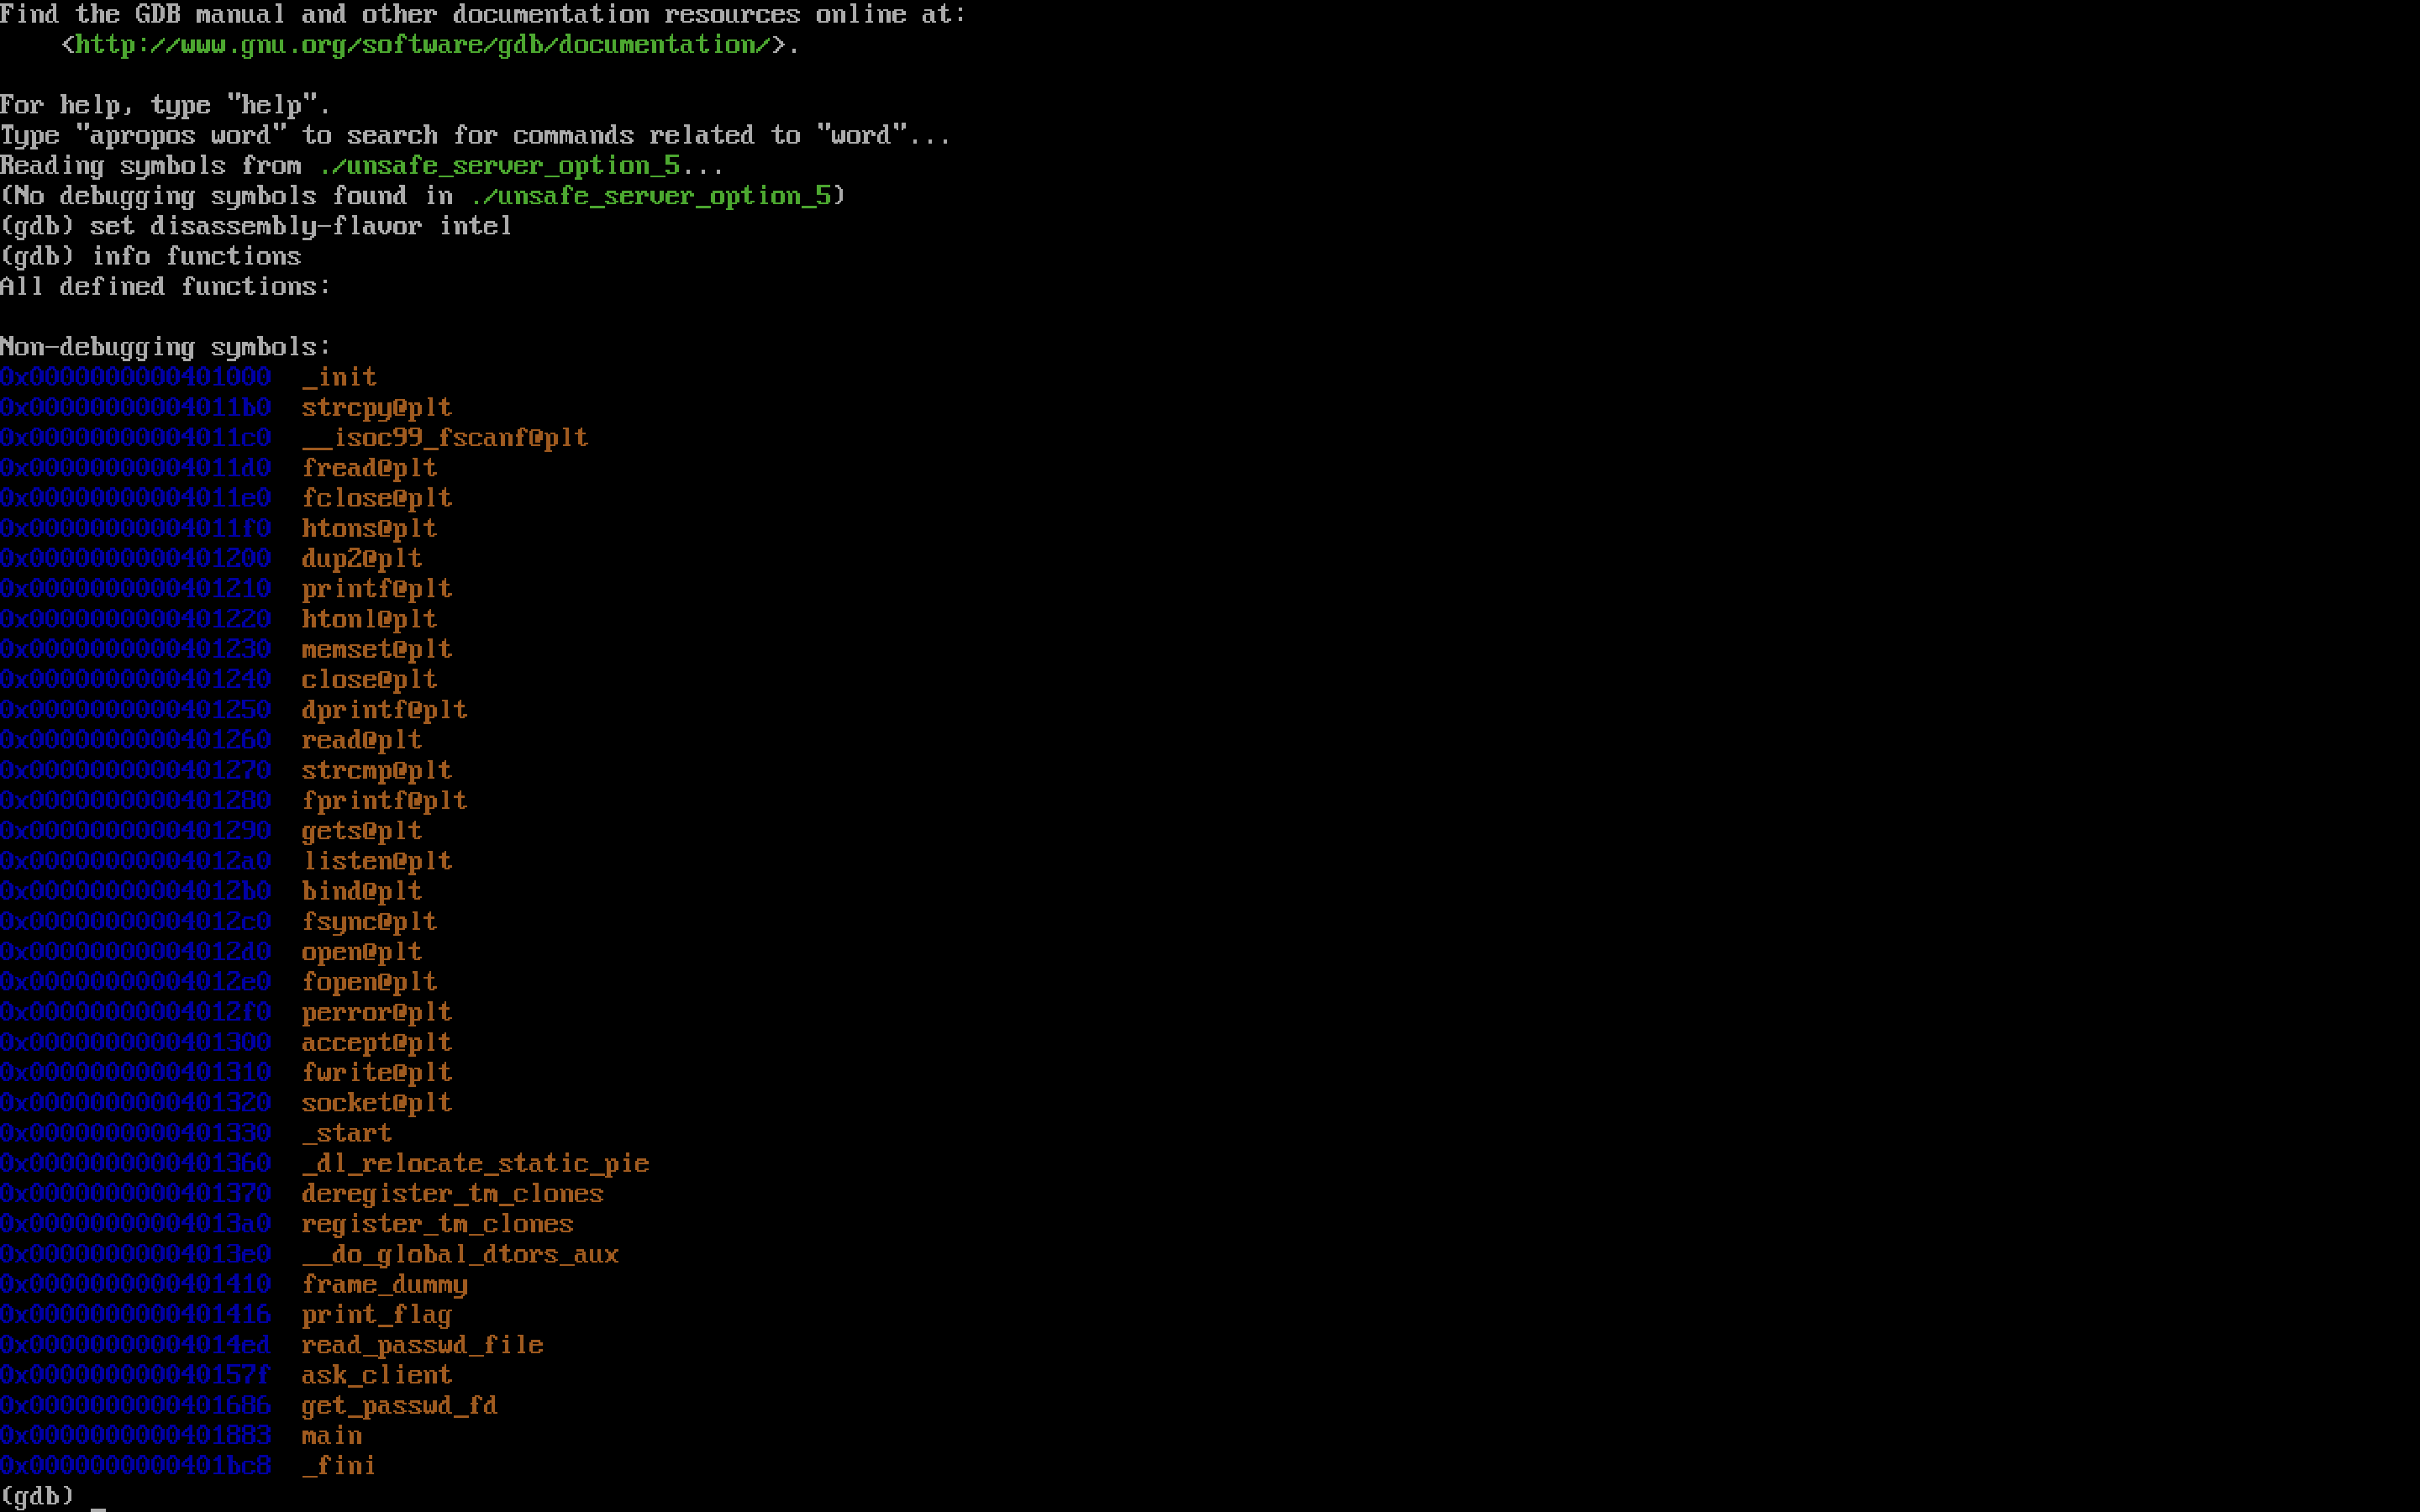 Find the GDB manual and other documentation resources online at:
    <http://www.gnu.org/software/gdb/documentation/>.

For help, type "help".
Type "apropos word" to search for commands related to "word"...
Reading symbols from ./unsafe_server_option_5...
(No debugging symbols found in ./unsafe_server_option_5)
(gdb) set disassembly-flavor intel
(gdb) info functions
All defined functions:

Non-debugging symbols:
0x0000000000401000  _init
0x00000000004011b0  strcpy@plt
0x00000000004011c0  __isoc99_fscanf@plt
0x00000000004011d0  fread@plt
0x00000000004011e0  fclose@plt
0x00000000004011f0  htons@plt
0x0000000000401200  dup2@plt
0x0000000000401210  printf@plt
0x0000000000401220  htonl@plt
0x0000000000401230  memset@plt
0x0000000000401240  close@plt
0x0000000000401250  dprintf@plt
0x0000000000401260  read@plt
0x0000000000401270  strcmp@plt
0x0000000000401280  fprintf@plt
0x0000000000401290  gets@plt
0x00000000004012a0  listen@plt
0x00000000004012b0  bind@plt
0x00000000004012c0  fsync@plt
0x00000000004012d0  open@plt
0x00000000004012e0  fopen@plt
0x00000000004012f0  perror@plt
0x0000000000401300  accept@plt
0x0000000000401310  fwrite@plt
0x0000000000401320  socket@plt
0x0000000000401330  _start
0x0000000000401360  _dl_relocate_static_pie
0x0000000000401370  deregister_tm_clones
0x00000000004013a0  register_tm_clones
0x00000000004013e0  __do_global_dtors_aux
0x0000000000401410  frame_dummy
0x0000000000401416  print_flag
0x00000000004014ed  read_passwd_file
0x000000000040157f  ask_client
0x0000000000401686  get_passwd_fd
0x0000000000401883  main
0x0000000000401bc8  _fini
(gdb) _